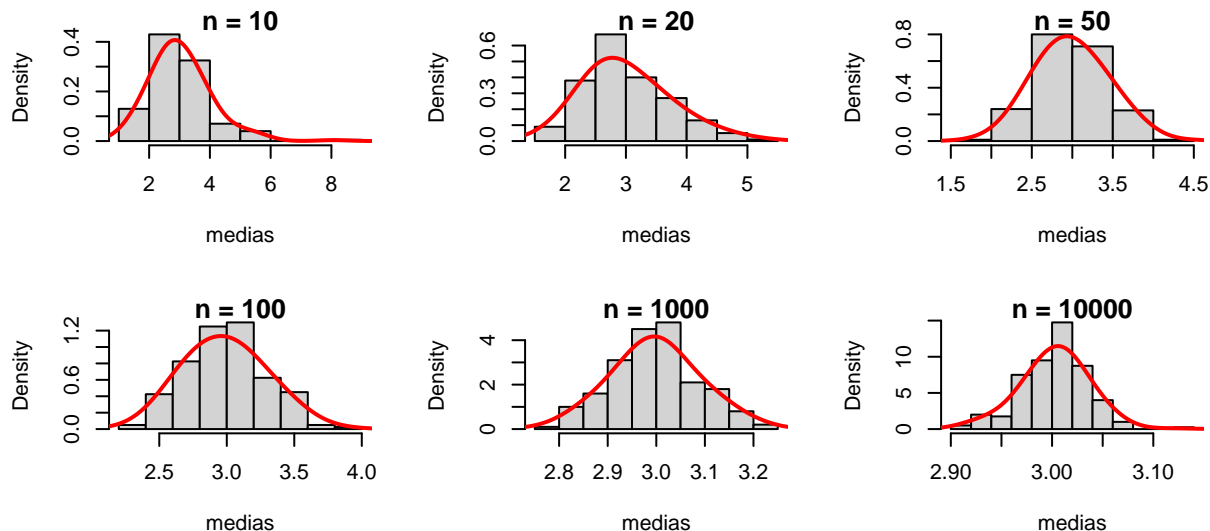 n = 10
Density
0.0 0.2 0.4
2 4 6 8
medias
n = 20
Density
0.0 0.3 0.6
2 3 4 5
medias
n = 50
Density
0.0 0.4 0.8
1.5 2.5 3.5 4.5
medias
n = 100
Density
0.0 0.6 1.2
2.5 3.0 3.5 4.0
medias
n = 1000
Density
0 2 4
2.8 2.9 3.0 3.1 3.2
medias
n = 10000
Density
0 5 10
2.90 3.00 3.10
medias